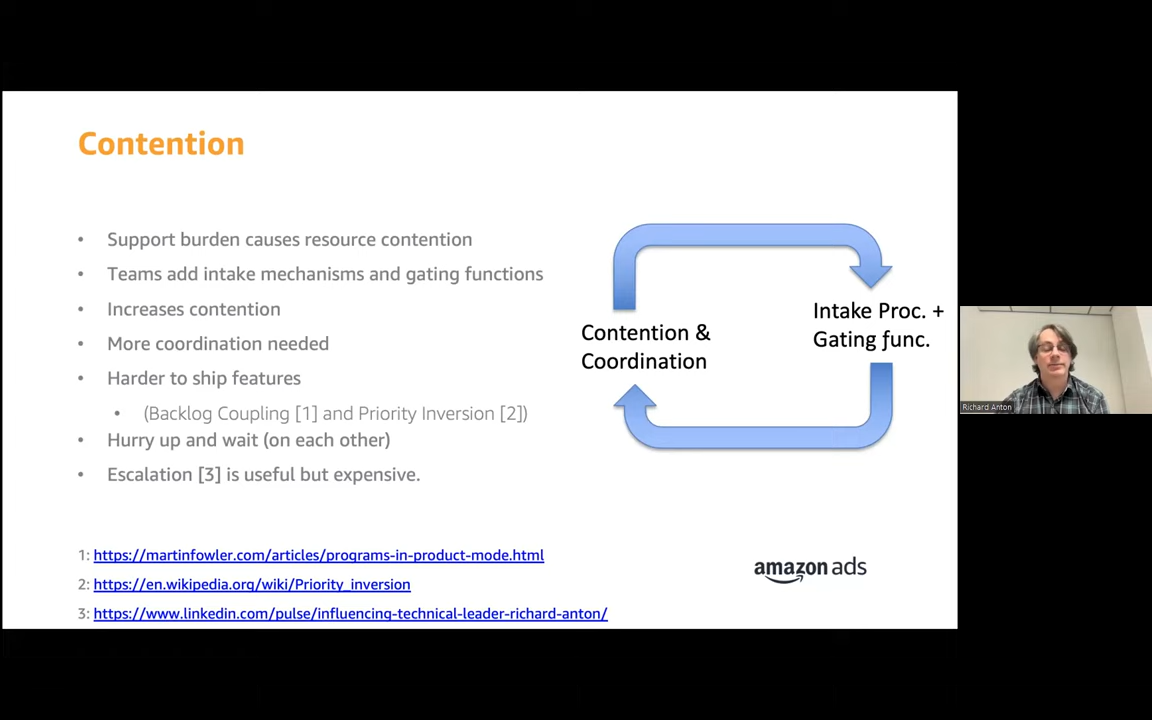 Contention
• Support burden causes resource contention
• Teams add intake mechanisms and gating functions
• Increases contention
• More coordination needed
• Harder to ship features
• (Backlog Coupling [1] and Priority Inversion [2])
• Hurry up and wait (on each other)
• Escalation [3] is useful but expensive.
Contention &
Coordination
Intake Proc. +
Gating func.
1: https://martinfowler.com/articles/programs-in-product-mode.html
2: https://en.wikipedia.org/wiki/Priority_inversion
3: https://www.linkedin.com/pulse/influencing-technical-leader-richard-anton/
amazon ads
Richard Anton